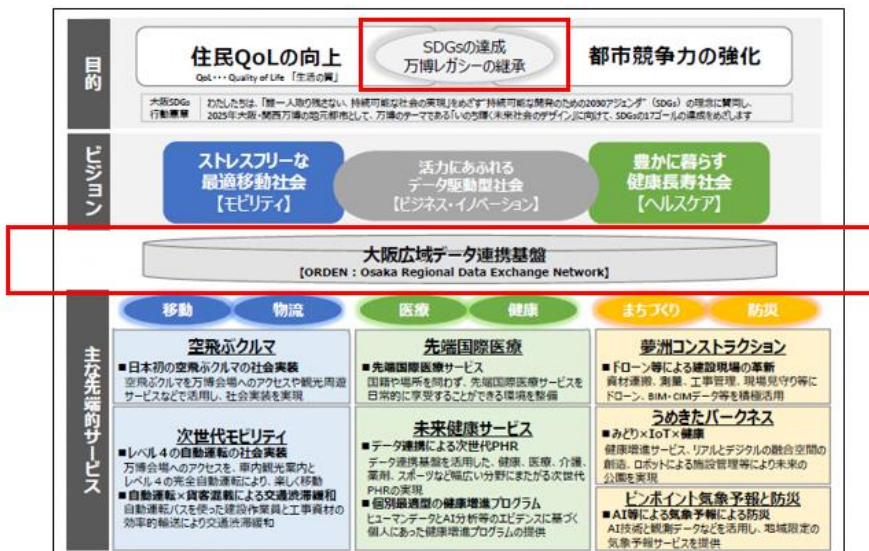 目的
住民QoLの向上
QoL・・・Quality of Life 「生活の質」
SDGsの達成
万博レガシーの継承
都市競争力の強化
大阪SDGs
行動憲章
わたしたちは、「誰一人取り残さない、持続可能な社会の実現」をめざす"持続可能な開発のための2030アジェンダ"(SDGs)の理念に賛同し、
2025年大阪・関西万博の地元都市として、万博のテーマである「いのち輝く未来社会のデザイン」に向けて、SDGsの17ゴールの達成をめざします
ビジョン
ストレスフリーな
最適移動社会
【モビリティ】
活力にあふれる
データ駆動型社会
【ビジネス・イノベーション】
豊かに暮らす
健康長寿社会
【ヘルスケア】
大阪広域データ連携基盤
【ORDEN:Osaka Regional Data Exchange Network】
主な先端的サービス
移動
物流
医療
健康
まちづくり
防災
空飛ぶクルマ
■日本初の空飛ぶクルマの社会実装
空飛ぶクルマを万博会場へのアクセスや観光周遊
サービスなどで活用し、社会実装を実現
次世代モビリティ
■レベル4の自動運転の社会実装
万博会場へのアクセスを、車内観光案内と
レベル4の完全自動運転により、楽しく移動
■自動運転×貨客混載による交通渋滞緩和
自動運転バスを使った建設作業員と工事資材の
効率的輸送により交通渋滞緩和
先端国際医療
■先端国際医療サービス
国籍や場所を問わず、先端国際医療サービスを
日常的に享受することができる環境を整備
未来健康サービス
■データ連携による次世代PHR
データ連携基盤を活用した、健康、医療、介護、
薬剤、スポーツなど幅広い分野にまたがる次世代
PHRの実現
■個別最適型の健康増進プログラム
ヒューマンデータとAI分析等のエビデンスに基づく
個人にあった健康増進プログラムの提供
夢洲コンストラクション
■ドローン等による建設現場の革新
資材運搬、測量、工事管理、現場見守り等に
ドローン、BIM・CIMデータ等を積極活用
うめきたパークネス
■みどり×IoT×健康
健康増進サービス、リアルとデジタルの融合空間の
創造、ロボットによる施設管理等により未来の
公園を実現
ピンポイント気象予報と防災
■AI等による気象予報による防災
AI技術と観測データなどを活用し、地域限定の
気象予報サービスを提供